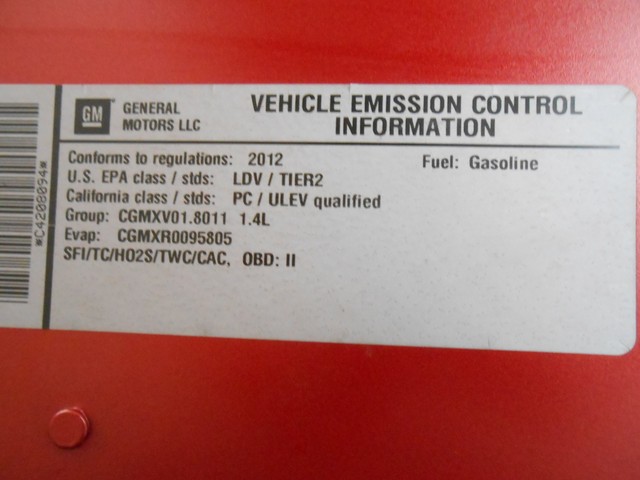 GM
GENERAL
MOTORS LLC
VEHICLE EMISSION CONTROL
INFORMATION
Conforms to regulations: 2012
Fuel: Gasoline
U.S. EPA class / stds: LDV / TIER2
California class / stds: PC / ULEV qualified
Group: CGMXV01.8011 1.4L
Evap: CGMXR0095805
SFI/TC/HO2S/TWC/CAC, OBD: II
*C4208094*